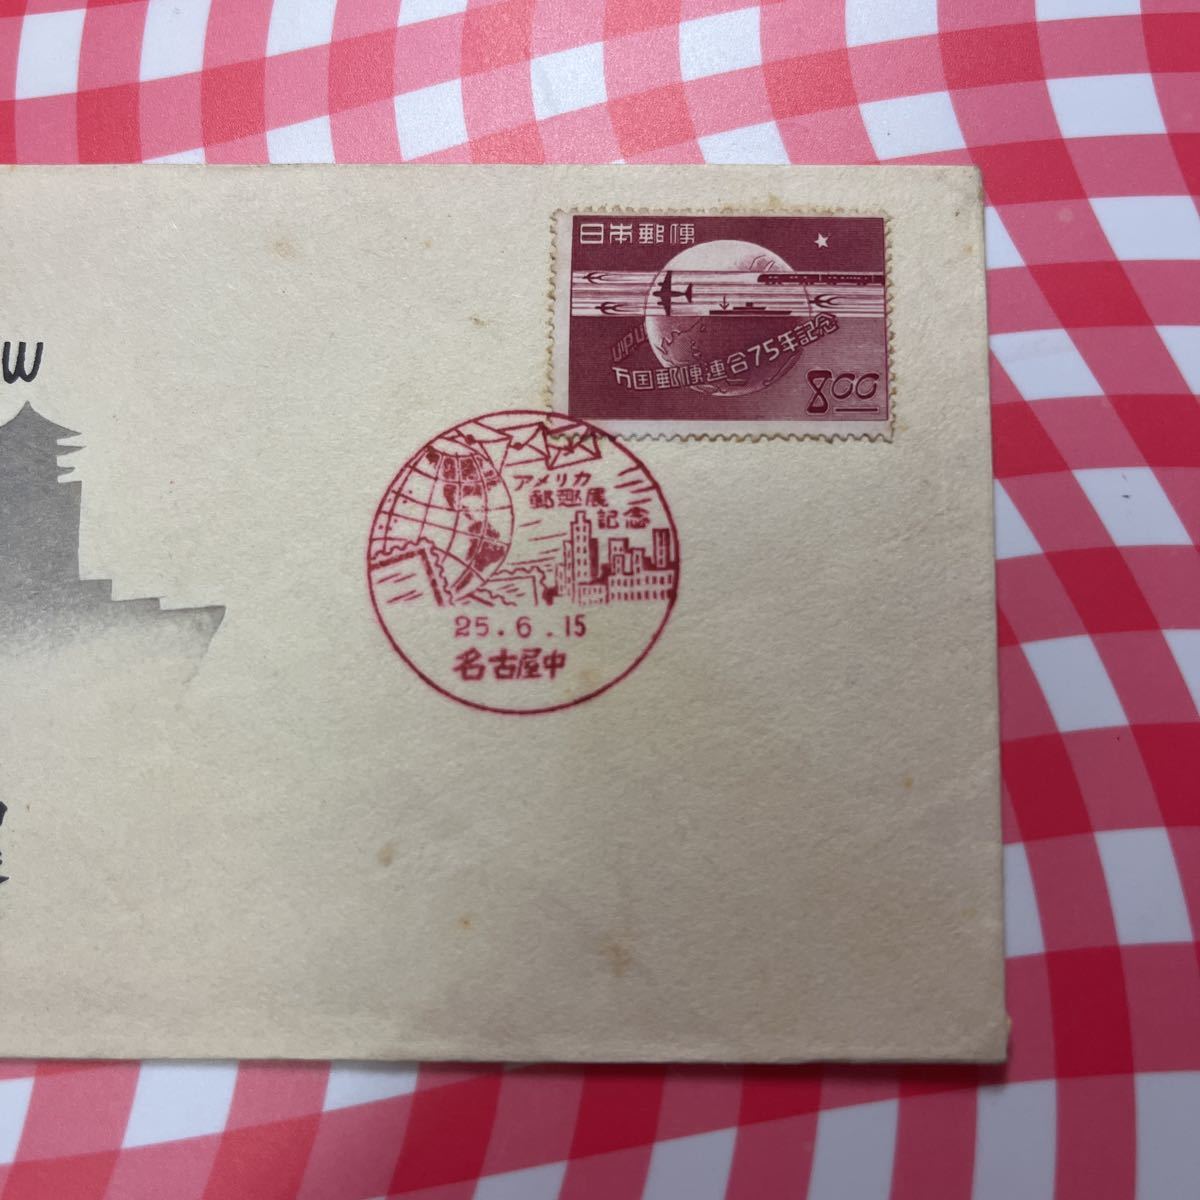 日本郵便
U.P.U.
万国郵便連合75年記念
8.00
W
アメリカ
郵趣展
記念
25.6.15
名古屋中